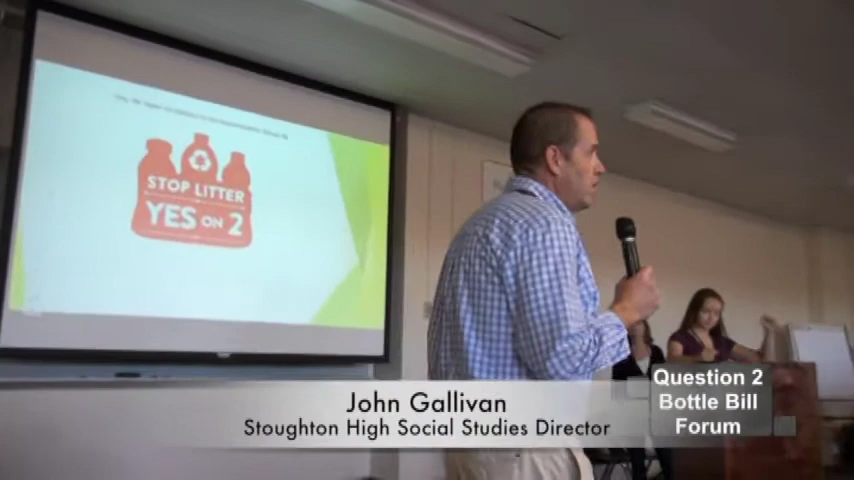 STOP LITTER
YES ON 2
John Gallivan
Stoughton High Social Studies Director
Question 2
Bottle Bill
Forum